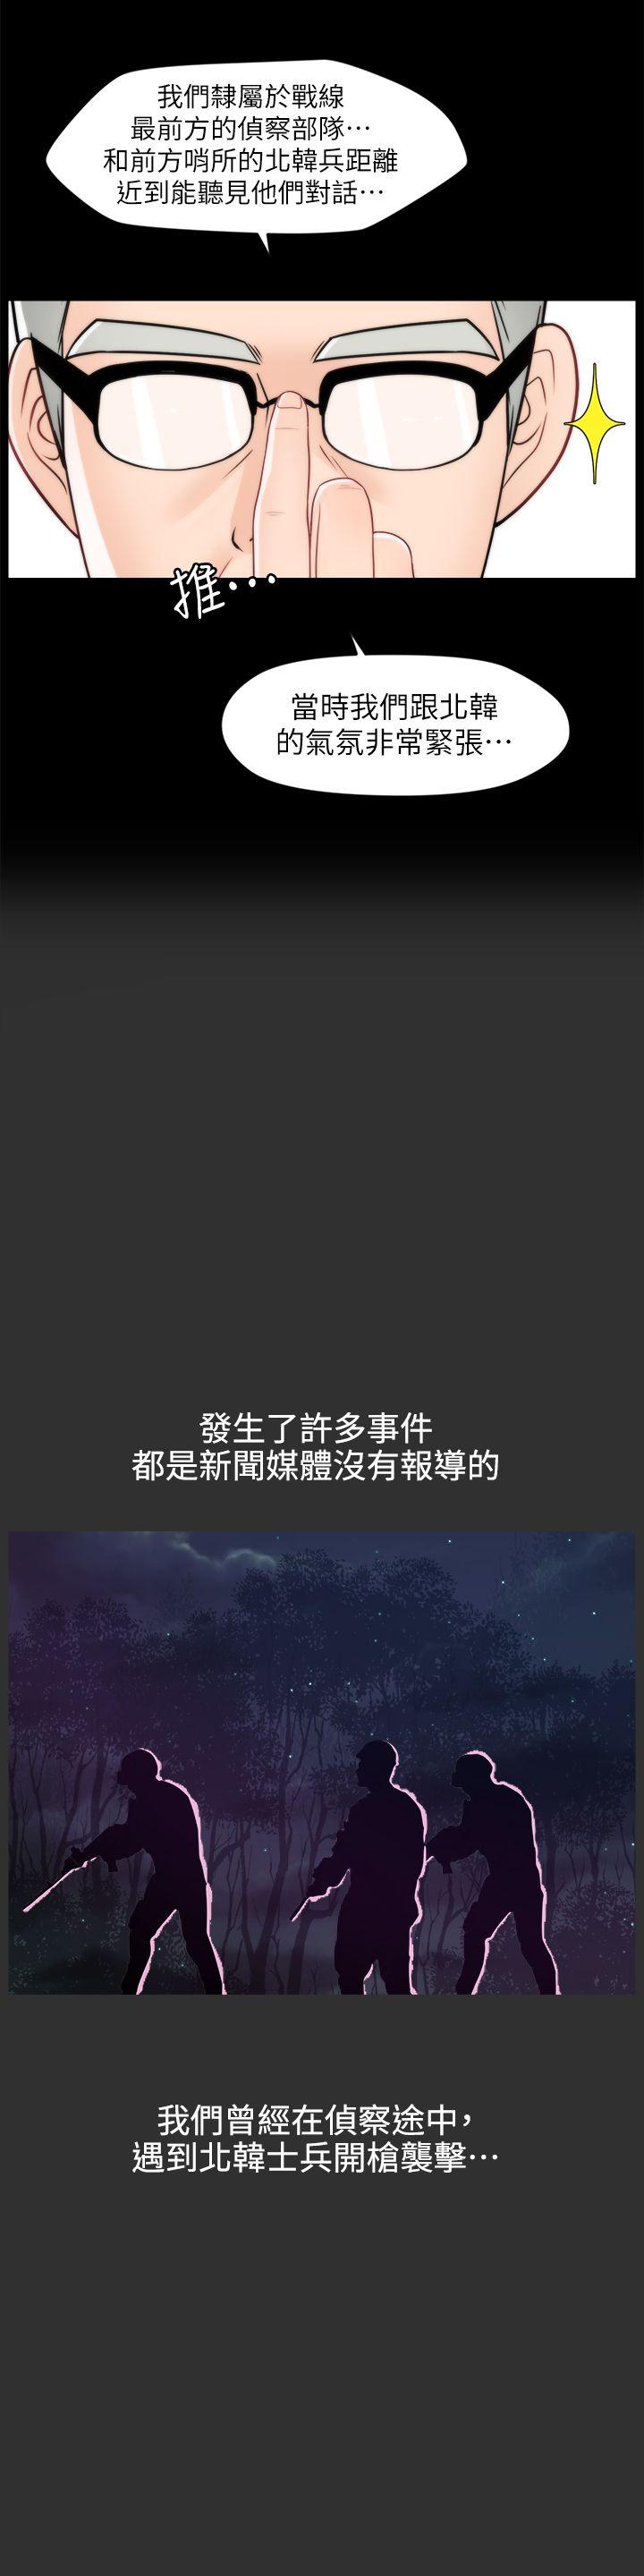 我們隸屬於戰線
最前方的偵察部隊…
和前方哨所的北韓兵距離
近到能聽見他們對話…
推…
當時我們跟北韓
的氣氛非常緊張…
發生了許多事件
都是新聞媒體沒有報導的
我們曾經在偵察途中，
遇到北韓士兵開槍襲擊…